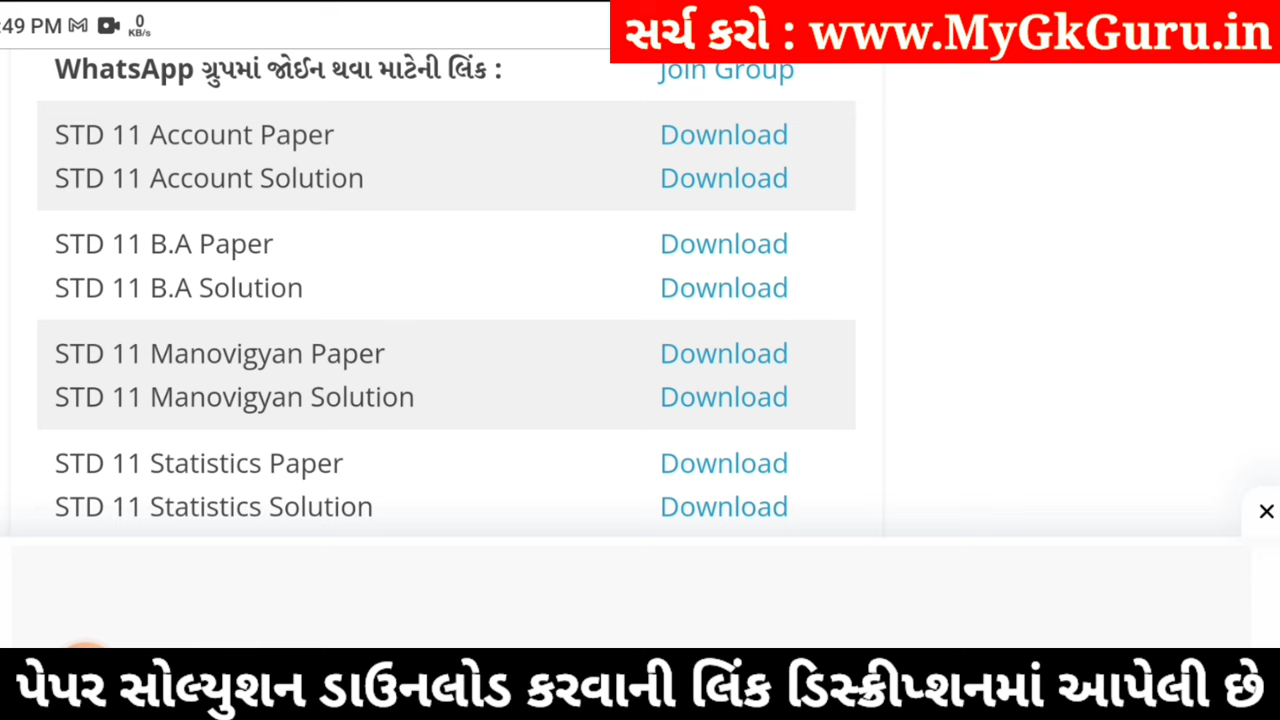 :49 PM 0 KB/s
સર્ચ કરો : www.MyGkGuru.in
WhatsApp ગ્રુપમાં જોઈન થવા માટેની લિંક : Join Group
STD 11 Account Paper Download
STD 11 Account Solution Download
STD 11 B.A Paper Download
STD 11 B.A Solution Download
STD 11 Manovigyan Paper Download
STD 11 Manovigyan Solution Download
STD 11 Statistics Paper Download
STD 11 Statistics Solution Download
પેપર સોલ્યુશન ડાઉનલોડ કરવાની લિંક ડિસ્ક્રીપ્શનમાં આપેલી છે